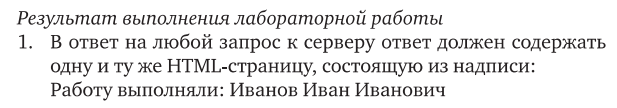 Результат выполнения лабораторной работы
1. В ответ на любой запрос к серверу ответ должен содержать
одну и ту же HTML-страницу, состоящую из надписи:
Работу выполняли: Иванов Иван Иванович